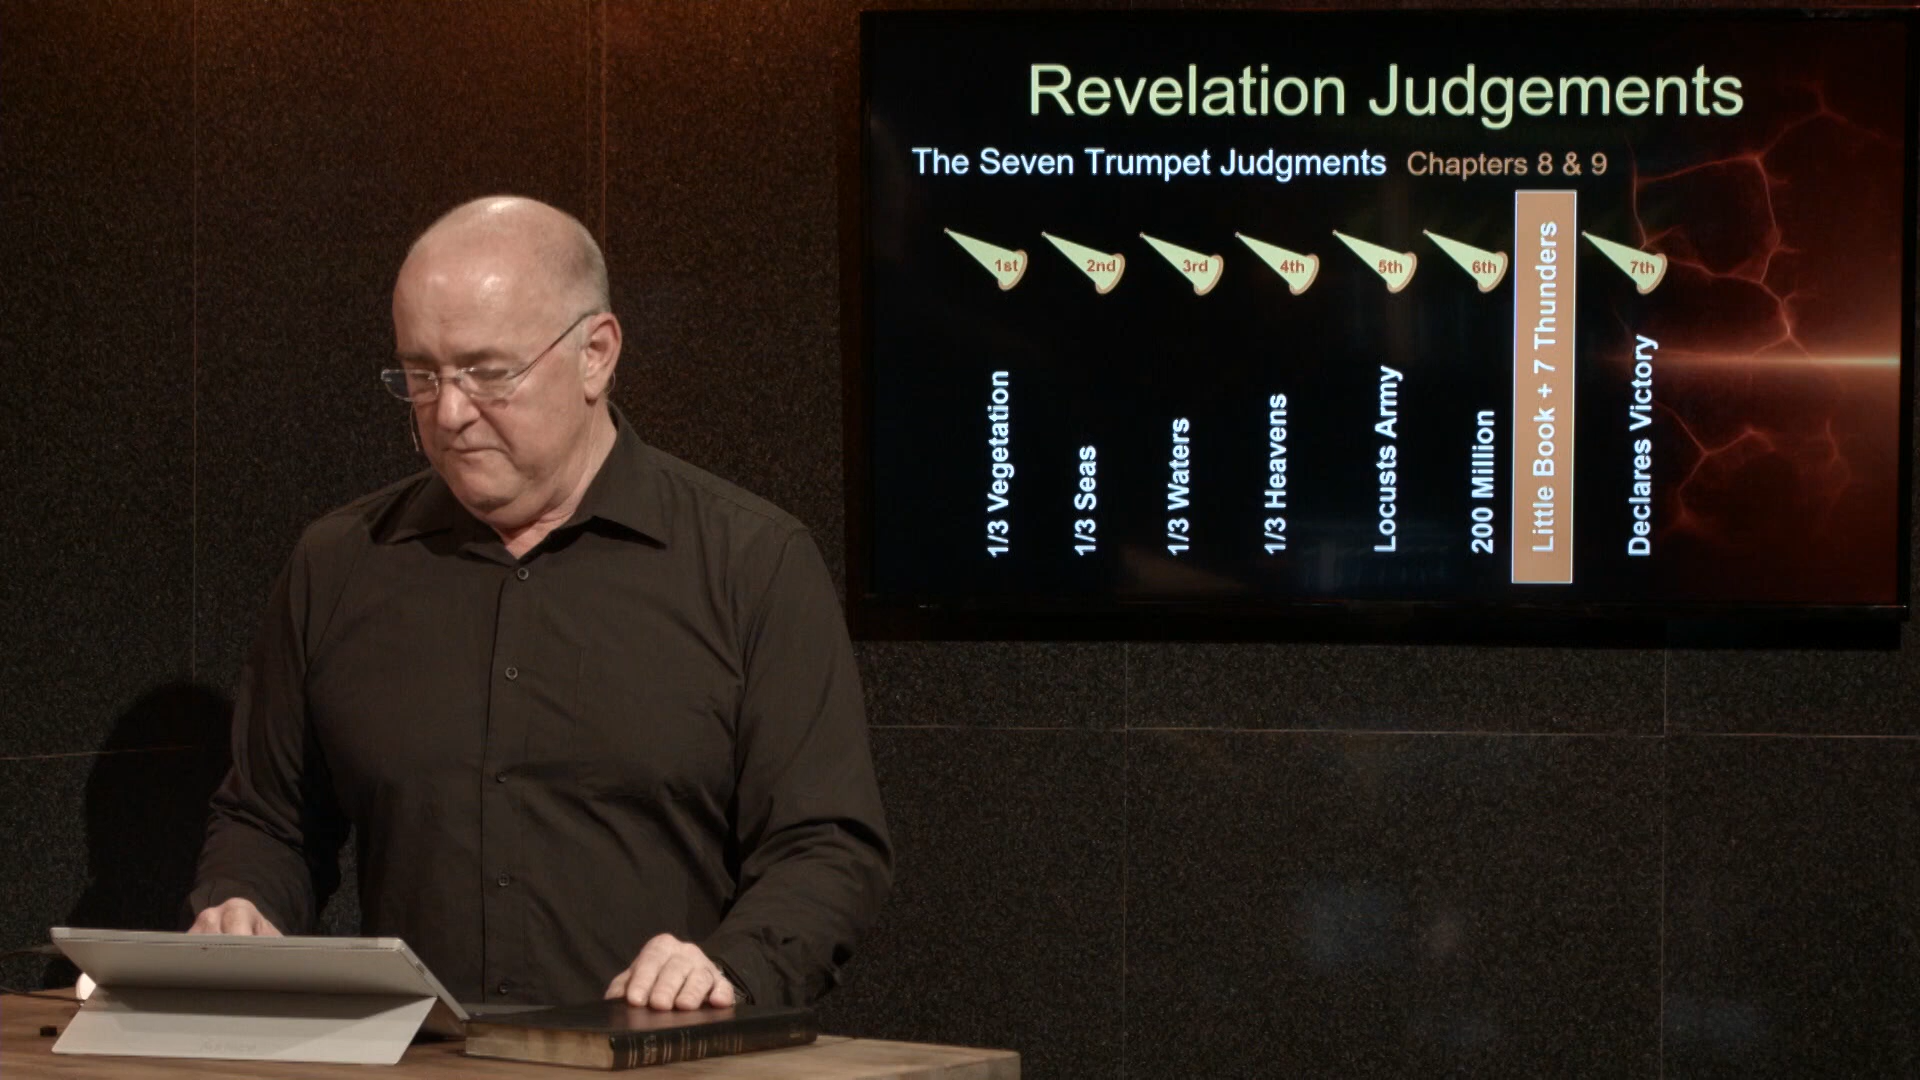 Revelation Judgements
The Seven Trumpet Judgments Chapters 8 & 9
1st
2nd
3rd
4th
5th
6th
7th
1/3 Vegetation
1/3 Seas
1/3 Waters
1/3 Heavens
Locusts Army
200 Million
Little Book + 7 Thunders
Declares Victory